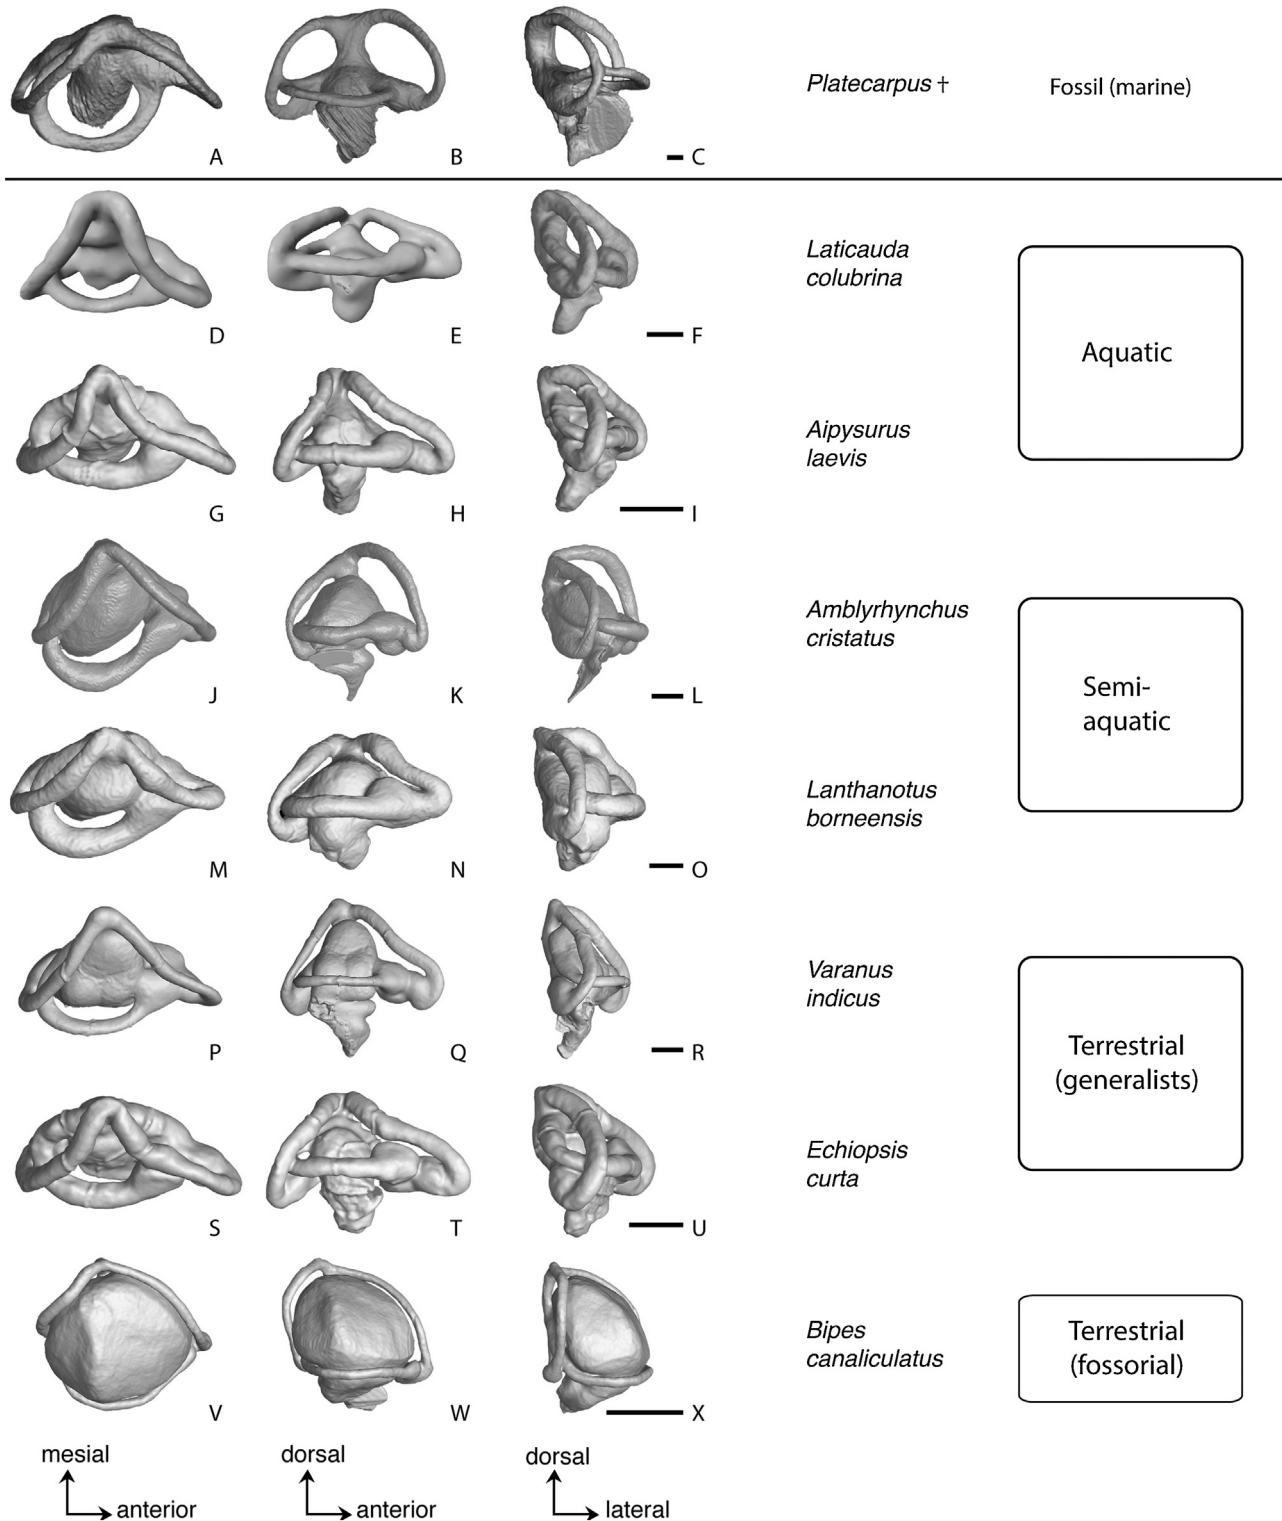 A B C Platecarpus † Fossil (marine)
D E F Laticauda
colubrina
Aquatic
G H I Aipysurus
laevis
J K L Amblyrhynchus
cristatus
Semi-
aquatic
M N O Lanthanotus
borneensis
P Q R Varanus
indicus
Terrestrial
(generalists)
S T U Echiopsis
curta
V W X Bipes
canaliculatus
Terrestrial
(fossorial)
mesial dorsal dorsal
anterior anterior lateral